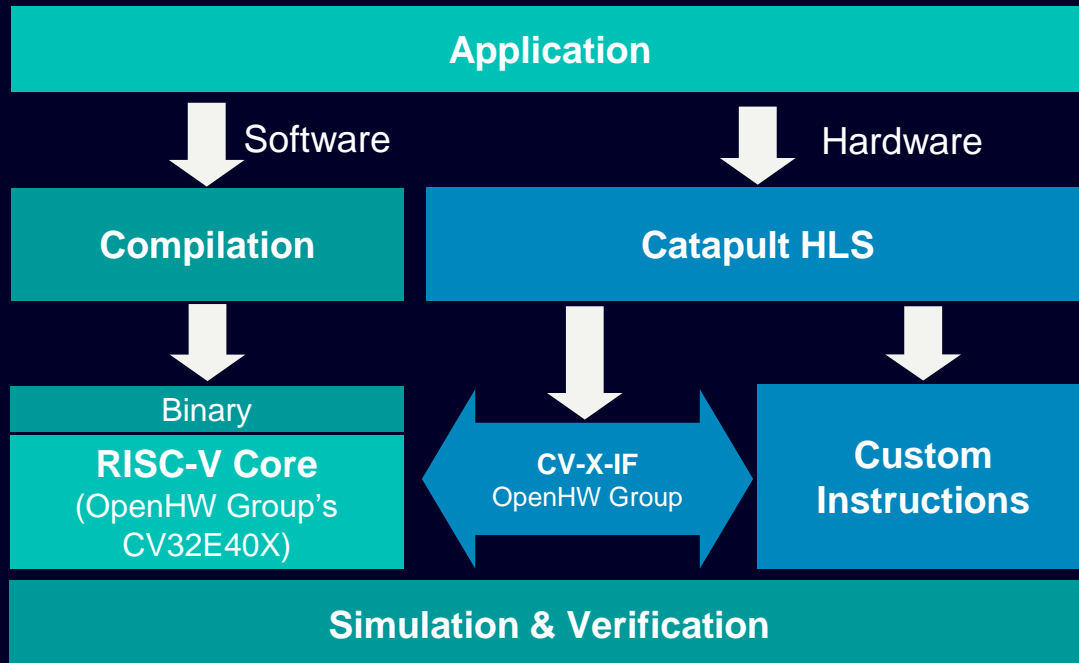 Application
Software
Hardware
Compilation
Catapult HLS
Binary
RISC-V Core
(OpenHW Group's
CV32E40X)
CV-X-IF
OpenHW Group
Custom
Instructions
Simulation & Verification